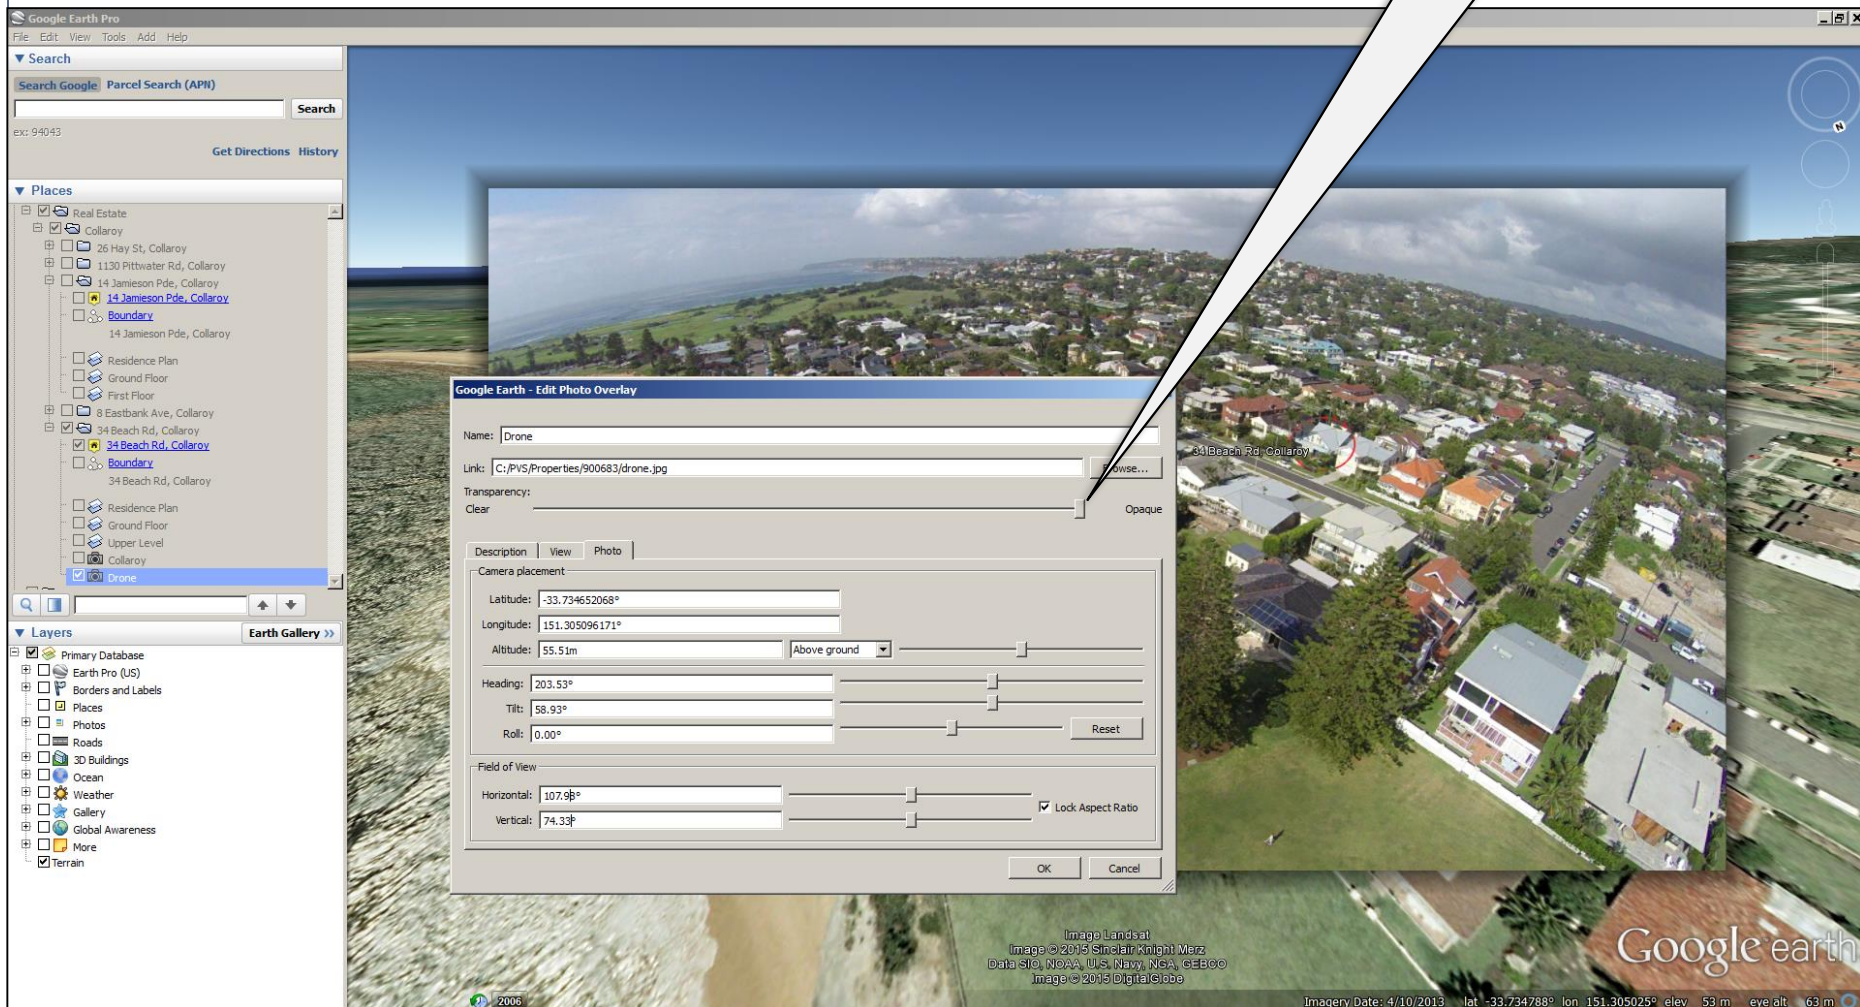 Google Earth Pro
File Edit View Tools Add Help
Search
Search Google Parcel Search (APN)
Search
ex: 94043
Get Directions History
Places
Real Estate
Collaroy
26 Hay St, Collaroy
1130 Pittwater Rd, Collaroy
14 Jamieson Pde, Collaroy
14 Jamieson Pde, Collaroy
Boundary
14 Jamieson Pde, Collaroy
Residence Plan
Ground Floor
First Floor
8 Eastbank Ave, Collaroy
34 Beach Rd, Collaroy
34 Beach Rd, Collaroy
Boundary
34 Beach Rd, Collaroy
Residence Plan
Ground Floor
Upper Level
Collaroy
Drone
Layers Earth Gallery >>
Primary Database
Earth Pro (US)
Borders and Labels
Places
Photos
Roads
3D Buildings
Ocean
Weather
Gallery
Global Awareness
More
Terrain
Google Earth - Edit Photo Overlay
Name: Drone
Link: C:/PVS/Properties/900683/drone.jpg Browse...
Transparency:
Clear Opaque
Description View Photo
Camera placement
Latitude: -33.734652068°
Longitude: 151.305096171°
Altitude: 55.51m Above ground
Heading: 203.53°
Tilt: 58.93°
Roll: 0.00° Reset
Field of View
Horizontal: 107.98°
Lock Aspect Ratio
Vertical: 74.33°
OK Cancel
N
34 Beach Rd, Collaroy
Image Landsat
Image © 2015 Sinclair Knight Merz
Data SIO, NOAA, U.S. Navy, NGA, GEBCO
Image © 2015 DigitalGlobe
Google earth
2006
Imagery Date: 4/10/2013 lat -33.734788° lon 151.305025° elev 53 m eye alt 63 m